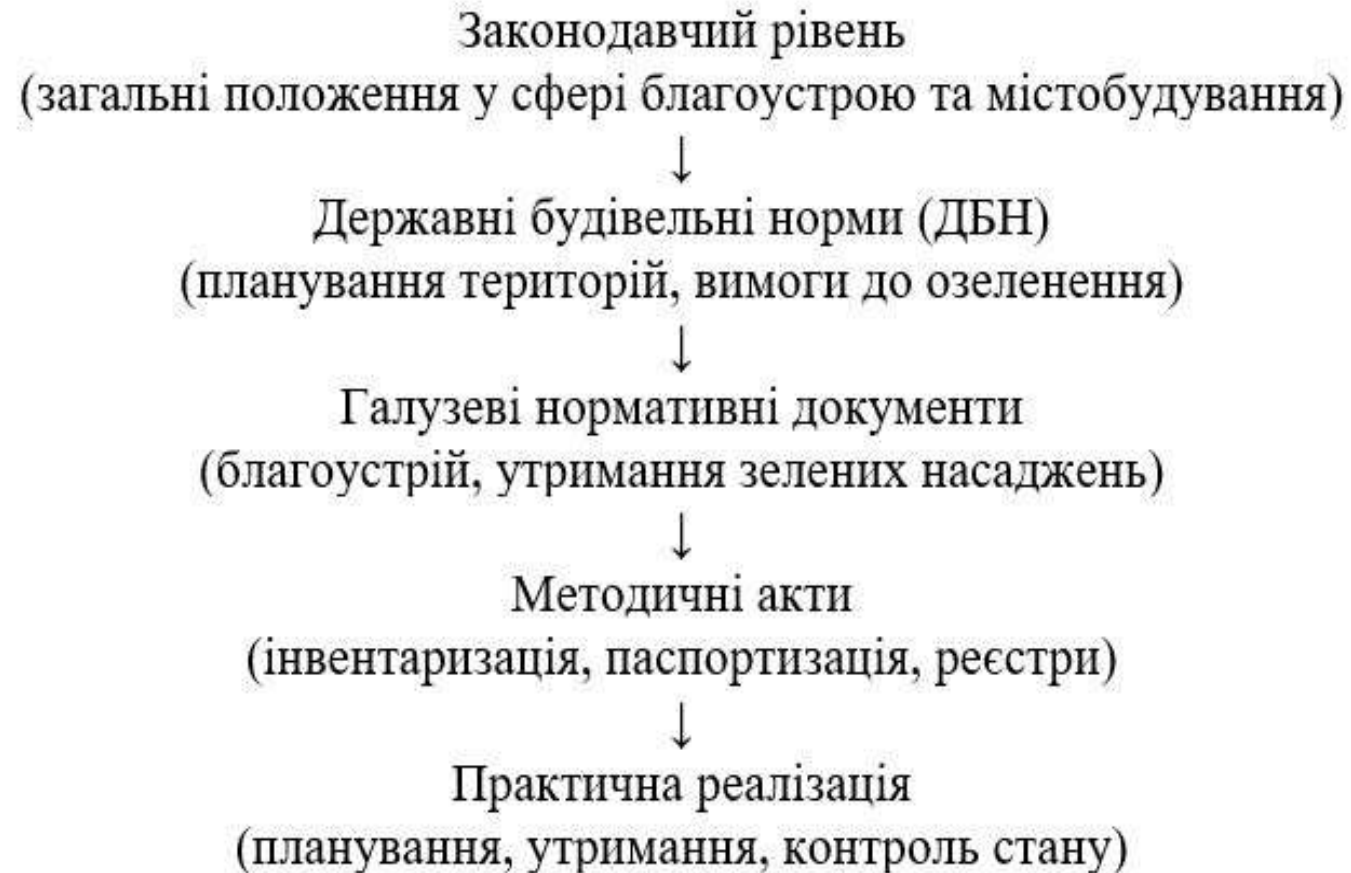 Законодавчий рівень
(загальні положення у сфері благоустрою та містобудування)
↓
Державні будівельні норми (ДБН)
(планування територій, вимоги до озеленення)
↓
Галузеві нормативні документи
(благоустрій, утримання зелених насаджень)
↓
Методичні акти
(інвентаризація, паспортизація, реєстри)
↓
Практична реалізація
(планування, утримання, контроль стану)